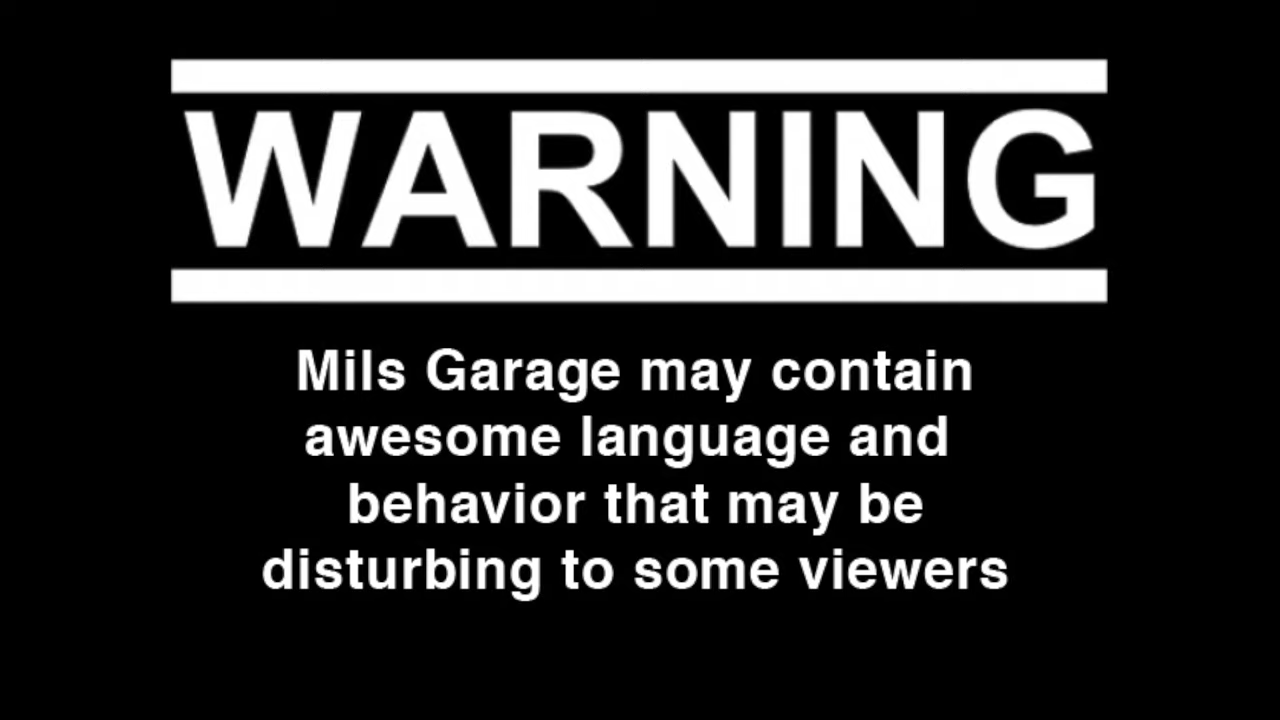 WARNING
Mils Garage may contain
awesome language and
behavior that may be
disturbing to some viewers